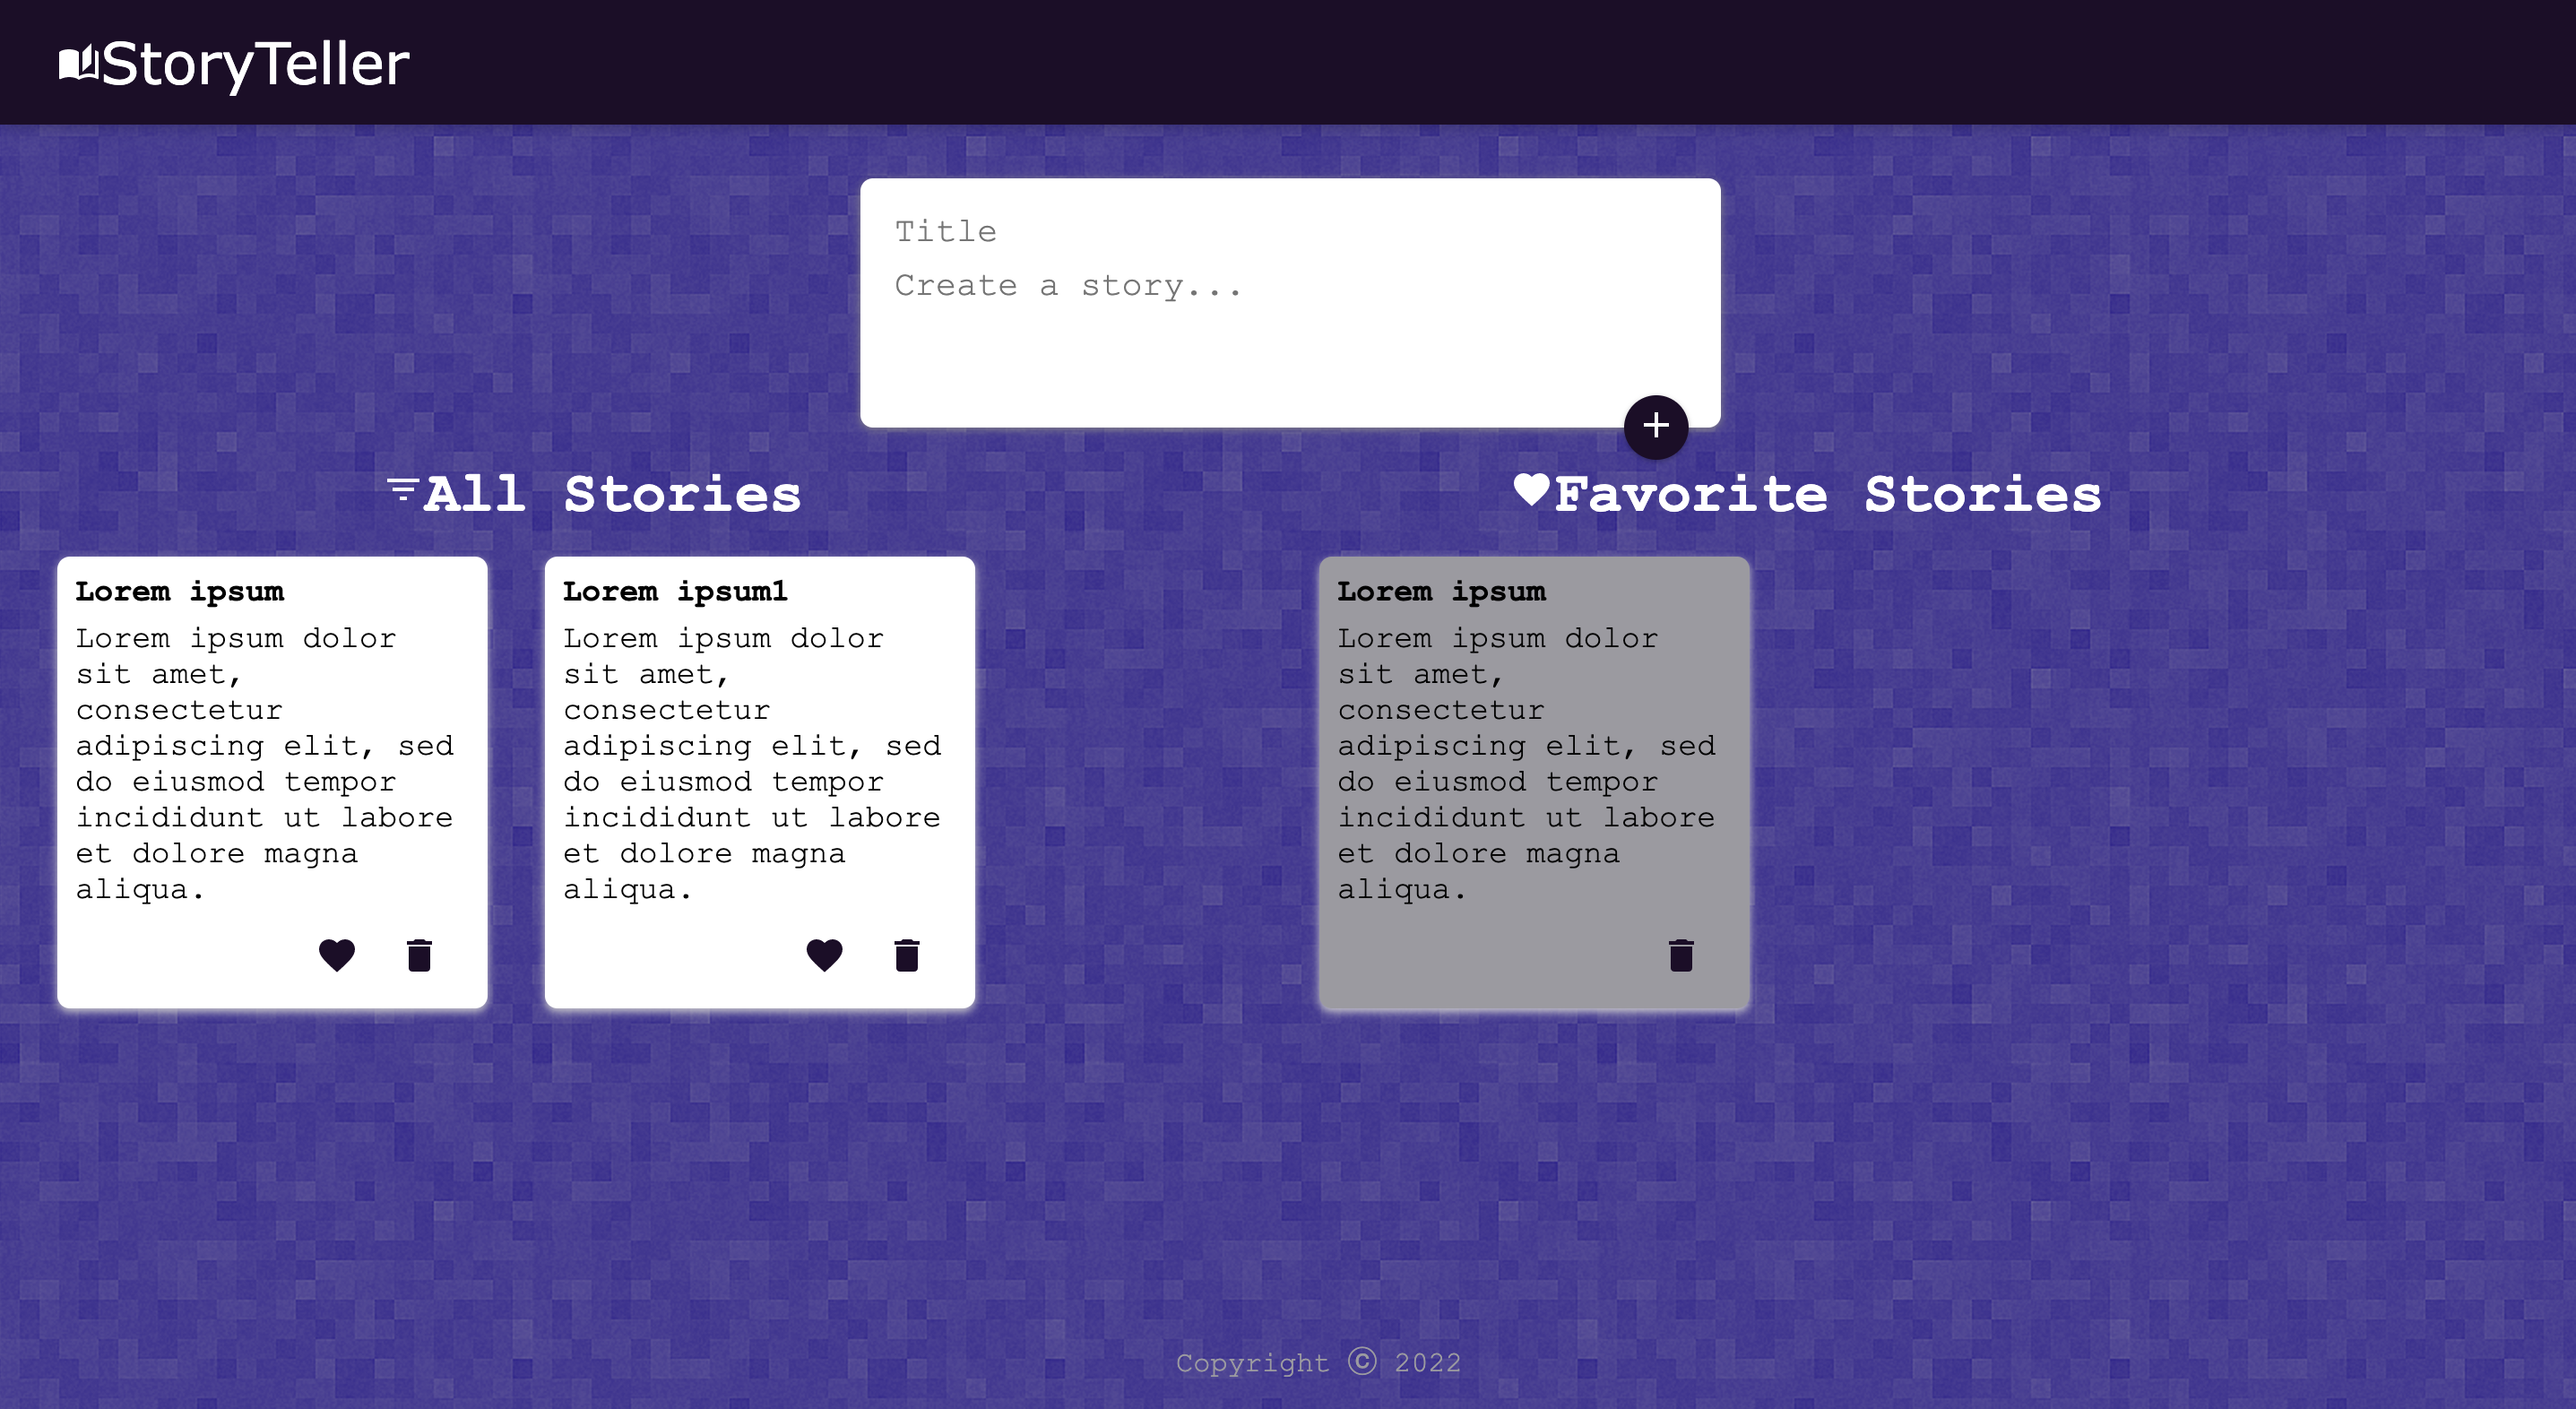 StoryTeller
Title
Create a story...
All Stories
Favorite Stories
Lorem ipsum
Lorem ipsum dolor
sit amet,
consectetur
adipiscing elit, sed
do eiusmod tempor
incididunt ut labore
et dolore magna
aliqua.
Lorem ipsum1
Lorem ipsum dolor
sit amet,
consectetur
adipiscing elit, sed
do eiusmod tempor
incididunt ut labore
et dolore magna
aliqua.
Lorem ipsum
Lorem ipsum dolor
sit amet,
consectetur
adipiscing elit, sed
do eiusmod tempor
incididunt ut labore
et dolore magna
aliqua.
Copyright ⓒ 2022